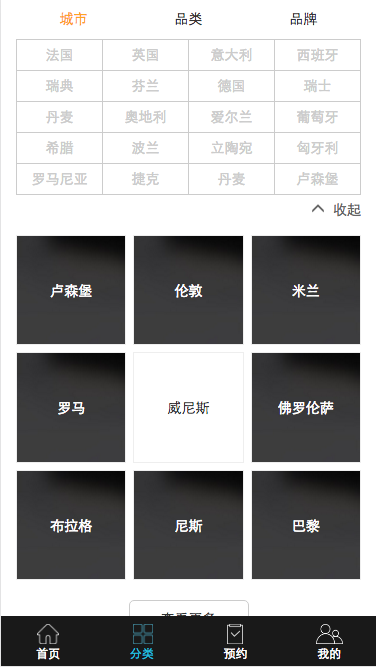 城市 品类 品牌
法国 英国 意大利 西班牙
瑞典 芬兰 德国 瑞士
丹麦 奥地利 爱尔兰 葡萄牙
希腊 波兰 立陶宛 匈牙利
罗马尼亚 捷克 丹麦 卢森堡
收起
卢森堡 伦敦 米兰
罗马 威尼斯 佛罗伦萨
布拉格 尼斯 巴黎
查看更多
首页 分类 预约 我的